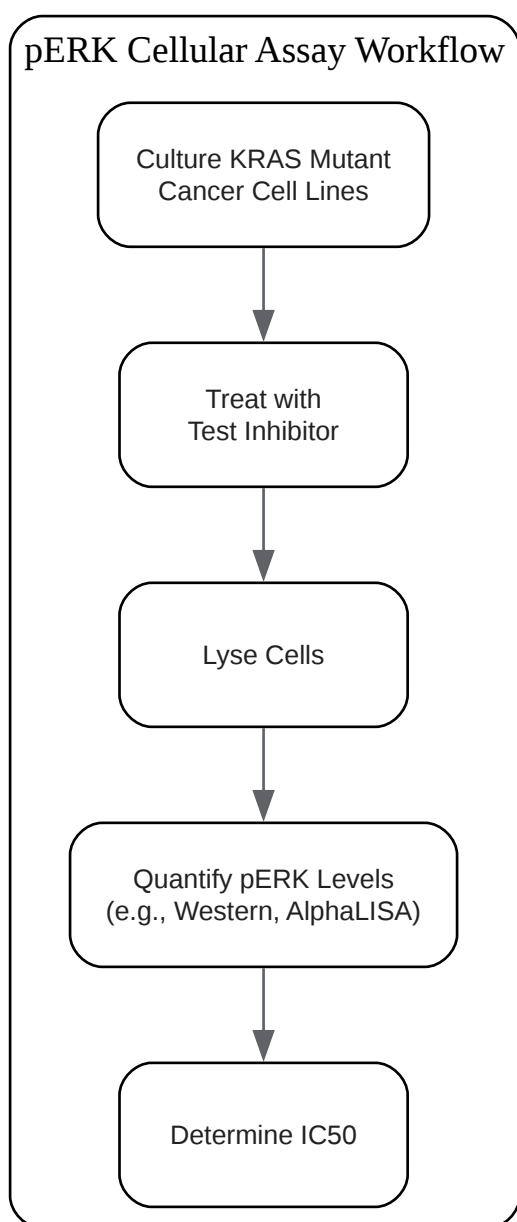 pERK Cellular Assay Workflow
Culture KRAS Mutant
Cancer Cell Lines
Treat with
Test Inhibitor
Lyse Cells
Quantify pERK Levels
(e.g., Western, AlphaLISA)
Determine IC50